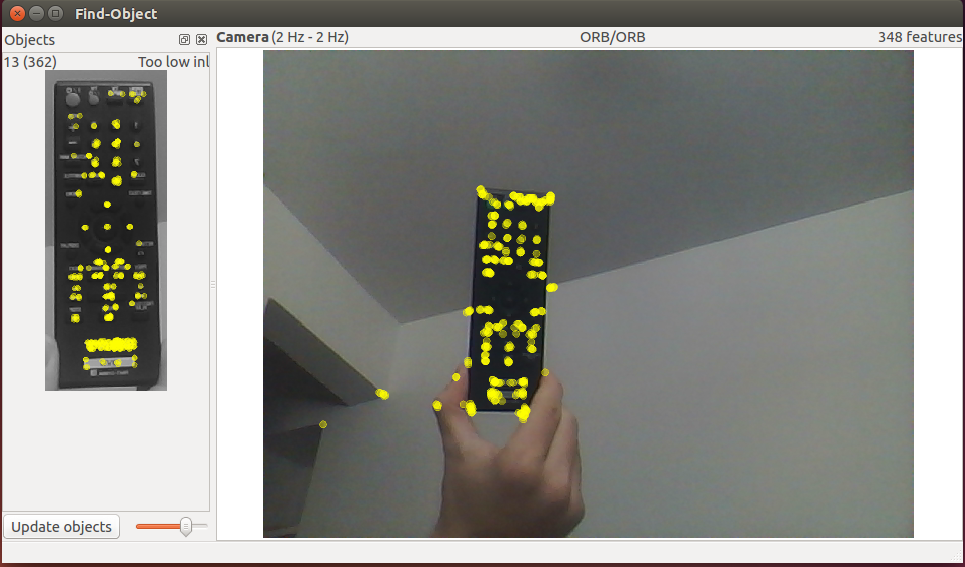 Find-Object
Objects
Camera (2 Hz - 2 Hz) ORB/ORB 348 features
13 (362) Too low inl
Update objects